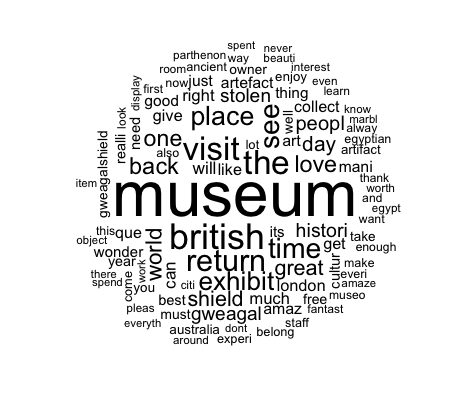 spent never
parthenon way beauti
room ancient owner interest
now just artefact enjoy even
first good right stolen thing learn
display give place see well collect know
look need one peopl marbl
realli also visit lot art day alway
gweagalshield back will like the love mani egyptian
artifact
item museum thank
worth
and
british its histori egypt
this que world return time get take want
object wonder enough
year can exhibit great cultur make
there work citi london everi
spend come you best shield much free museo amaze
pleas must gweagal amaz fantast
everyth australia dont belong staff
around experi